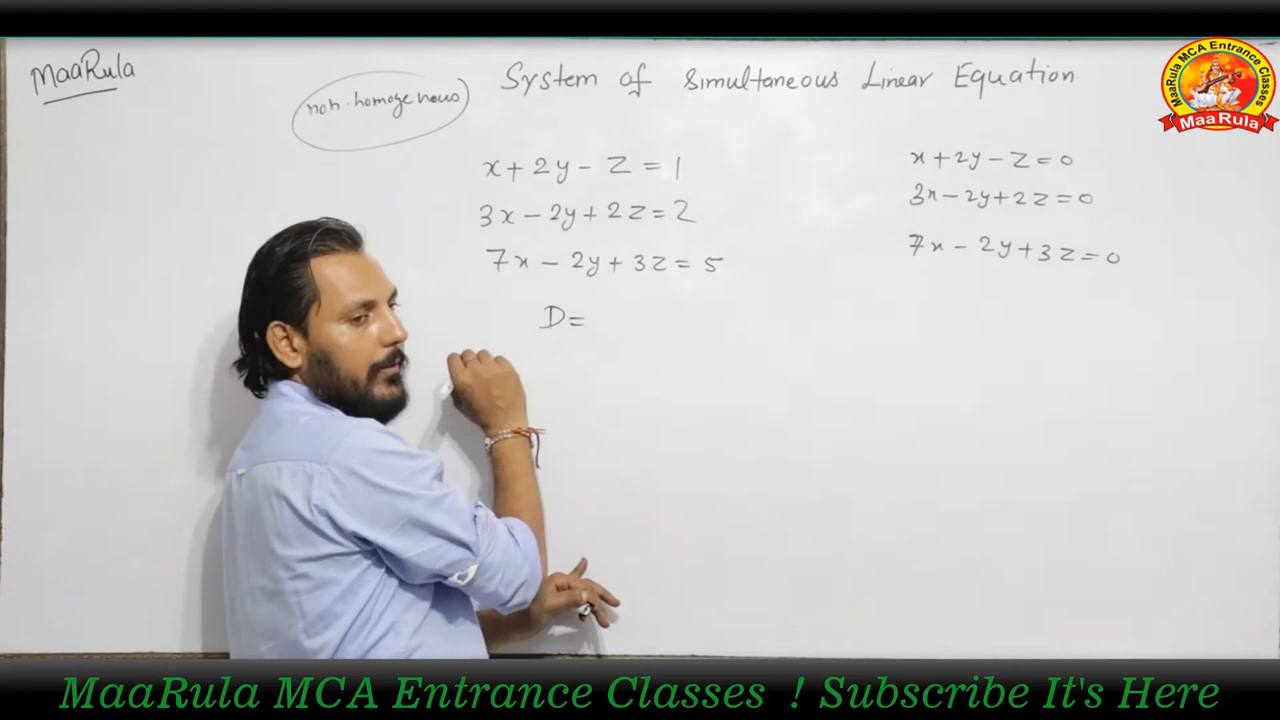 MaaRula
non-homogenous
System of Simultaneous Linear Equation
MaaRula MCA Entrance Classes
MaaRula
x + 2y - z = 1
3x - 2y + 2z = 2
7x - 2y + 3z = 5
D =
x + 2y - z = 0
3x - 2y + 2z = 0
7x - 2y + 3z = 0
MaaRula MCA Entrance Classes ! Subscribe It's Here